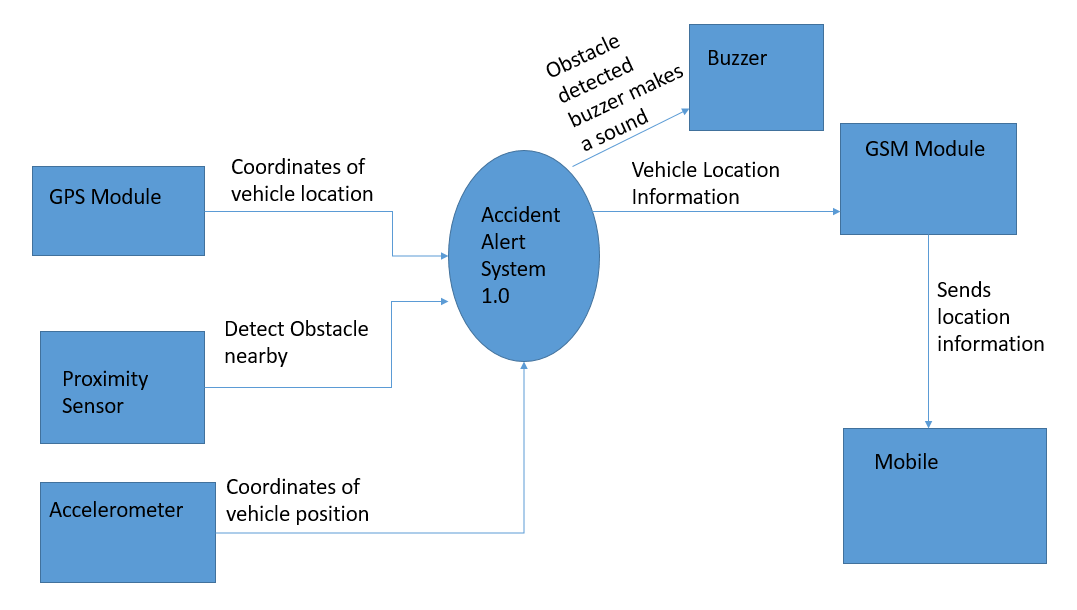 Obstacle
detected
buzzer makes
a sound
Buzzer
GSM Module
Coordinates of
vehicle location
GPS Module
Vehicle Location
Information
Accident
Alert
System
1.0
Sends
location
information
Detect Obstacle
nearby
Proximity
Sensor
Mobile
Coordinates of
vehicle position
Accelerometer